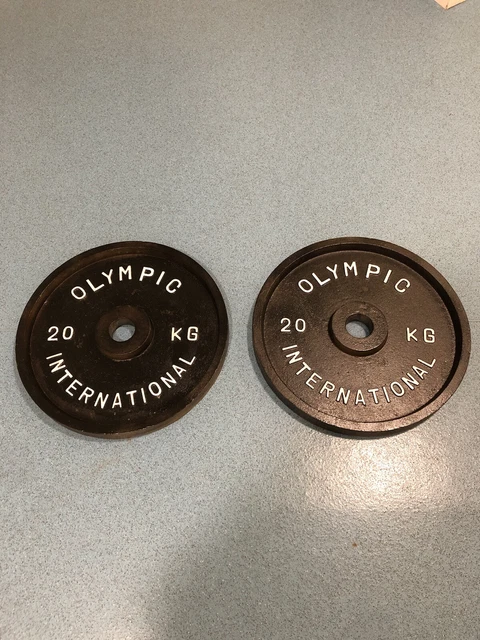 OLYMPIC
20 KG
INTERNATIONAL
OLYMPIC
20 KG
INTERNATIONAL